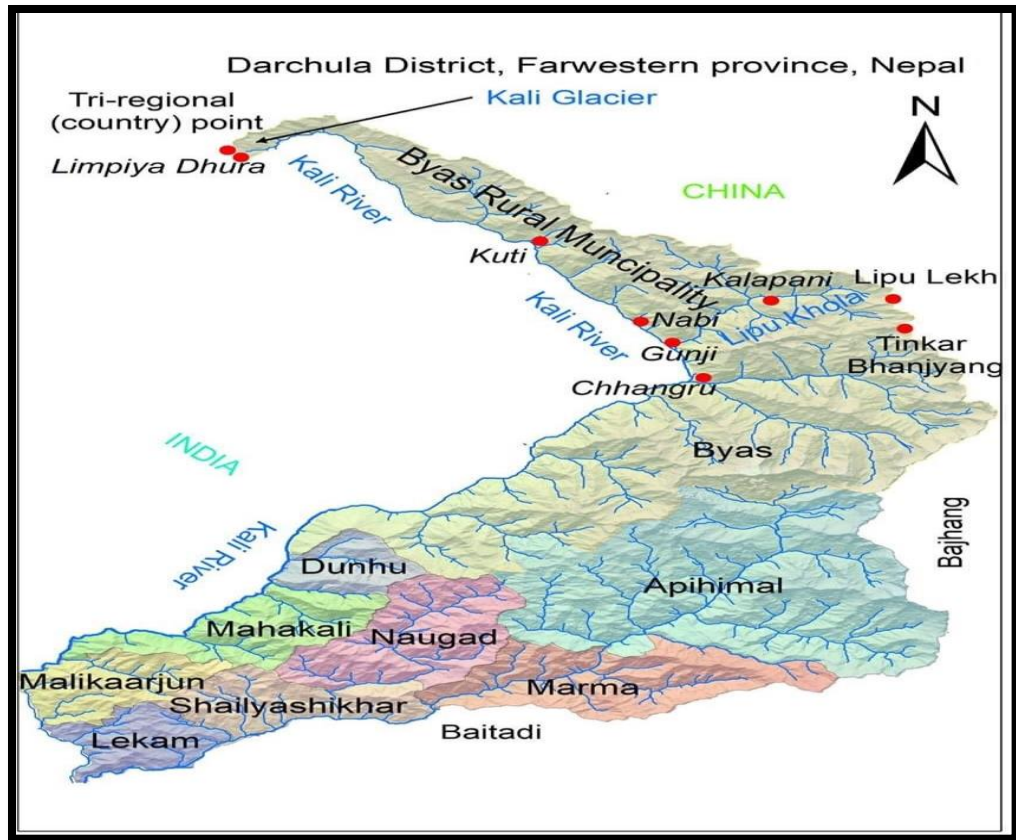 Darchula District, Farwestern province, Nepal
Tri-regional
(country) point
Kali Glacier
N
Limpiya Dhura
Kali River
Byas Rural Muncipality
CHINA
Kuti
Kalapani
Lipu Lekh
Lipu Khola
Kali River
Nabi
Gunji
Tinkar
Bhanjyang
Chhangru
INDIA
Byas
Bajhang
Kali River
Dunhu
Apihimal
Mahakali
Naugad
Malikaarjun
Marma
Shailyashikhar
Lekam
Baitadi